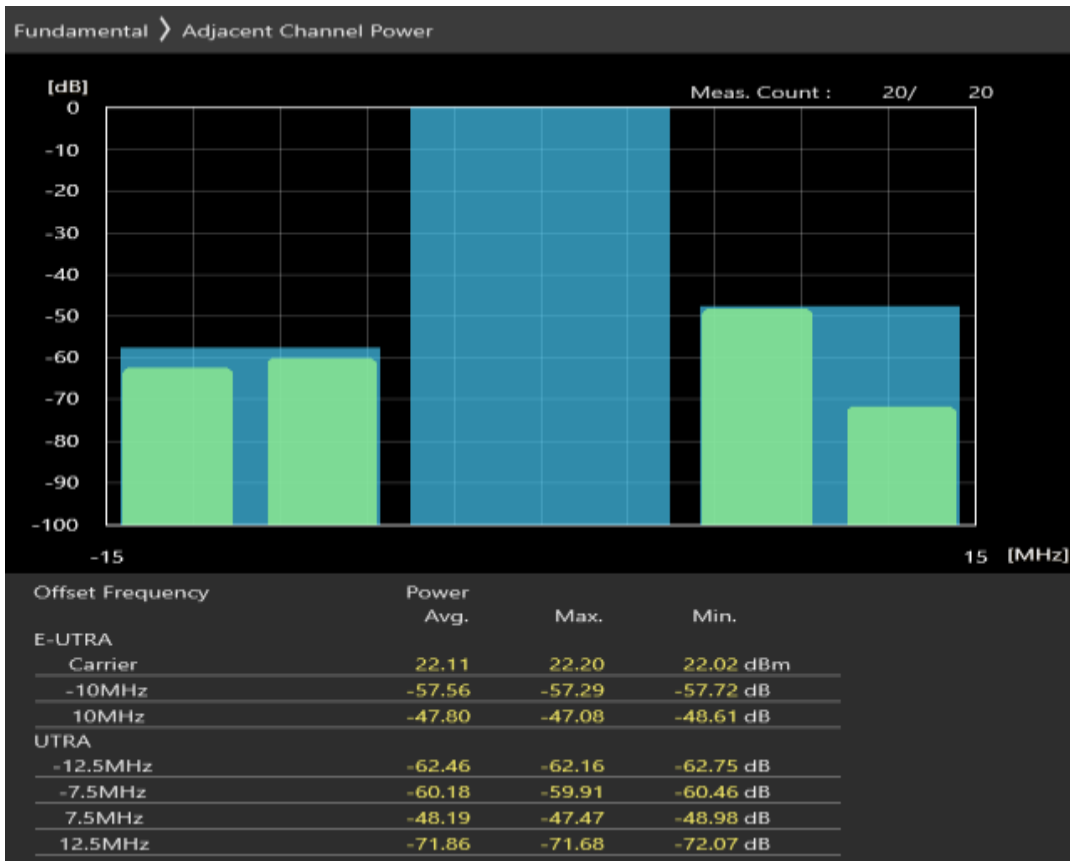 Fundamental 》 Adjacent Channel Power
[dB]
Meas. Count : 20/ 20
0
-10
-20
-30
-40
-50
-60
-70
-80
-90
-100
-15 15 [MHz]
Offset Frequency Power
Avg. Max. Min.
E-UTRA
Carrier 22.11 22.20 22.02 dBm
-10MHz -57.56 -57.29 -57.72 dB
10MHz -47.80 -47.08 -48.61 dB
UTRA
-12.5MHz -62.46 -62.16 -62.75 dB
-7.5MHz -60.18 -59.91 -60.46 dB
7.5MHz -48.19 -47.47 -48.98 dB
12.5MHz -71.86 -71.68 -72.07 dB